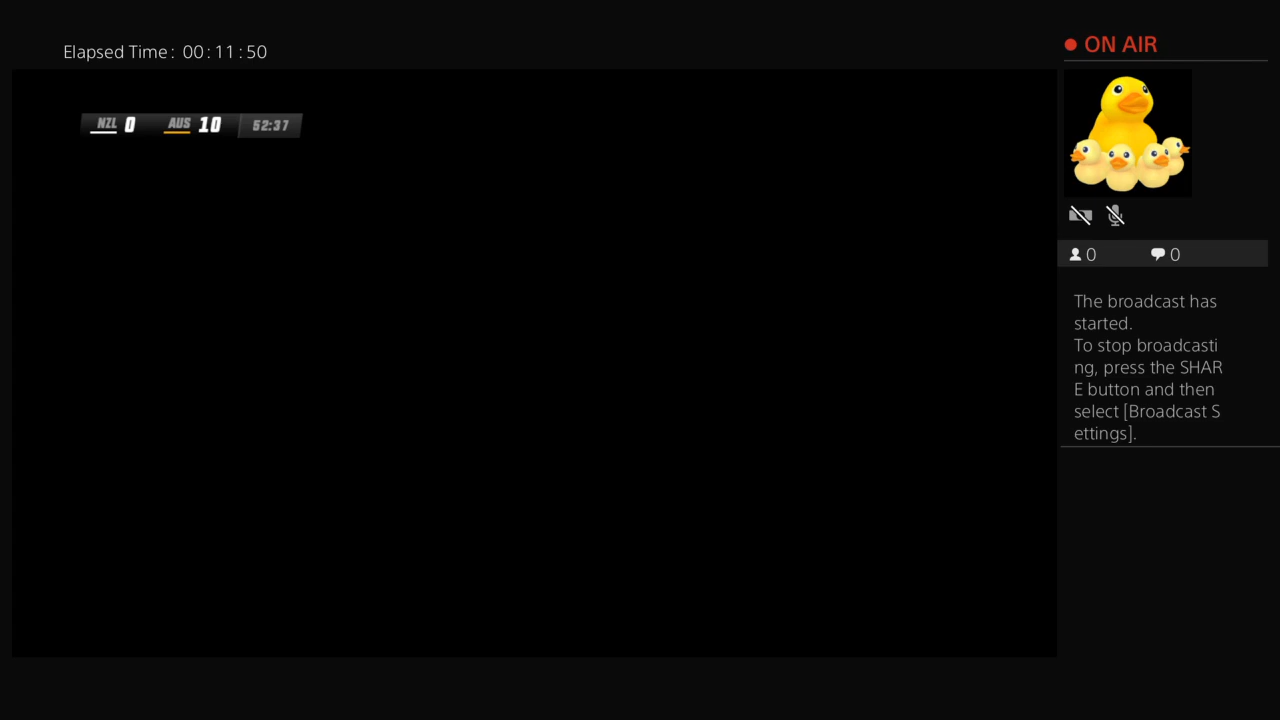 Elapsed Time: 00:11:50
ON AIR
NZL 0 AUS 10 52:37
0 0
The broadcast has
started.
To stop broadcasti
ng, press the SHAR
E button and then
select [Broadcast S
ettings].